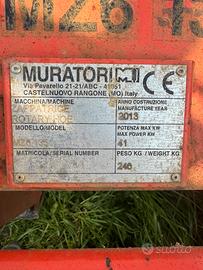 MZ6
MURATORI M CE
Via Pavarello 21-21/ABC - 41051
CASTELNUOVO RANGONE (MO) Italy
MACCHINA/MACHINE
ANNO COSTRUZIONE
MANUFACTURE YEAR
ZAPPATRICE
ROTARY HOE
2013
MODELLO/MODEL
POTENZA MAX KW
MAX POWER KW
41
MATRICOLA/SERIAL NUMBER
PESO KG / WEIGHT KG
246
subito